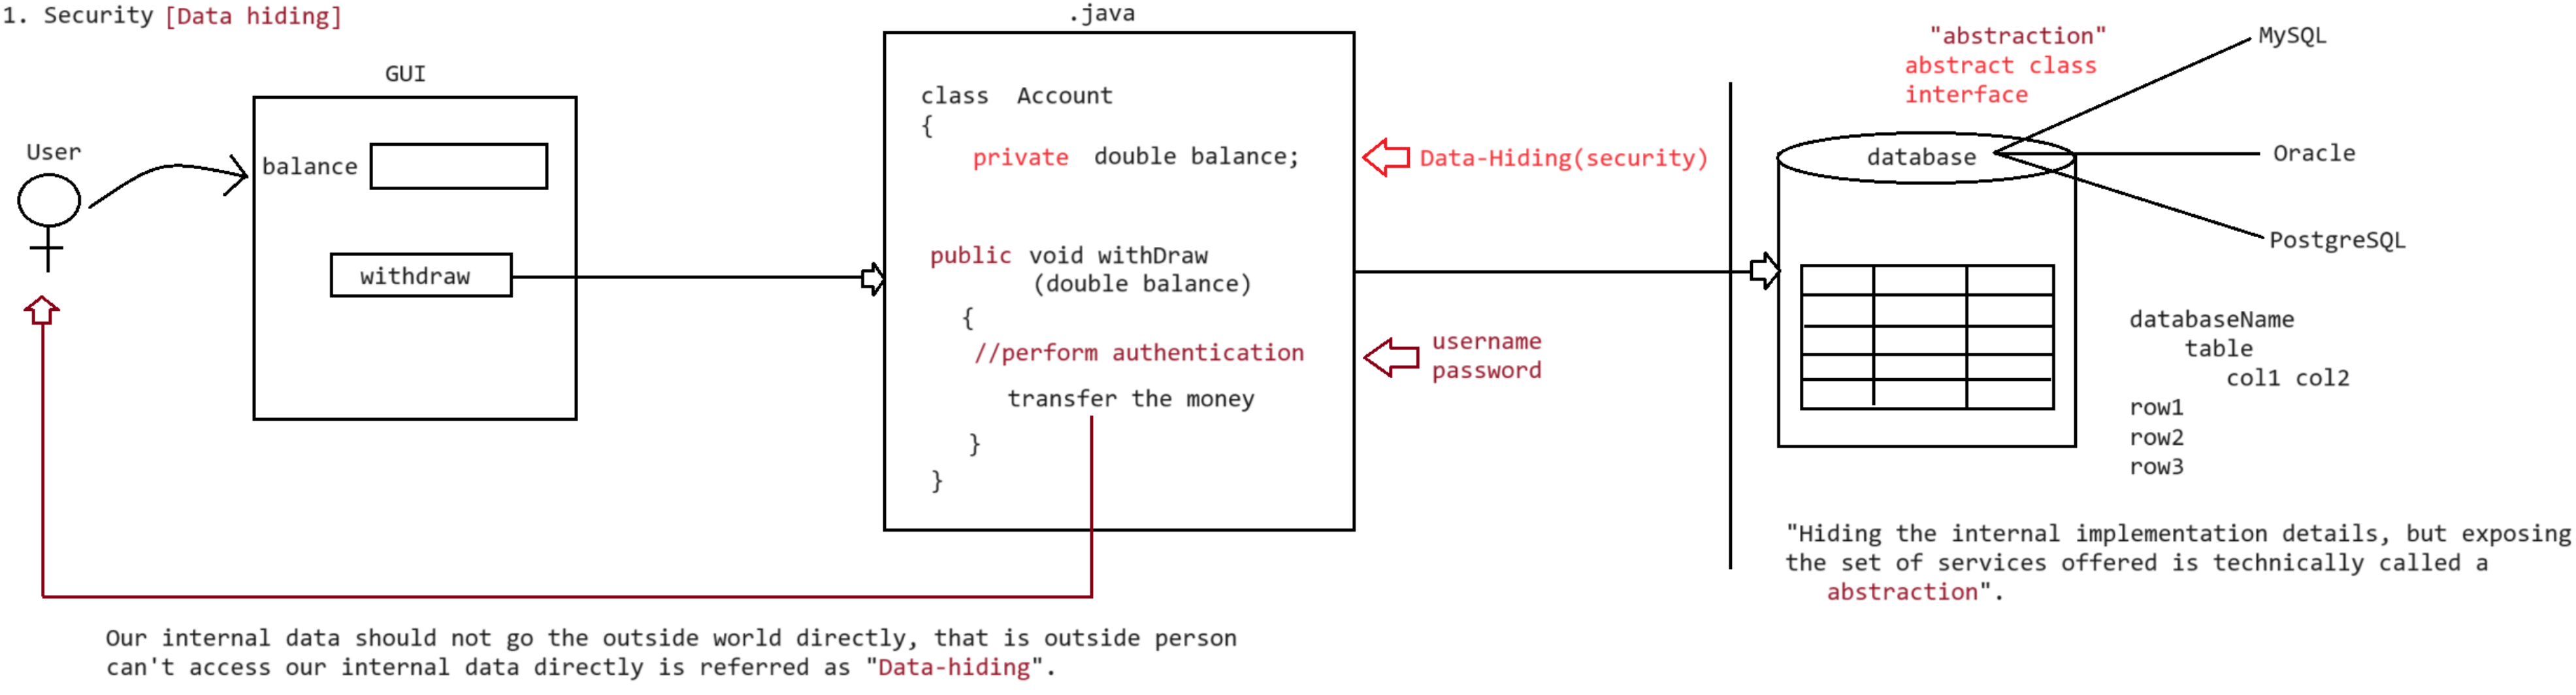 1. Security [Data hiding]
GUI
User
balance
withdraw
.java
class Account
{
private double balance;
public void withDraw
(double balance)
{
//perform authentication
transfer the money
}
}
Data-Hiding(security)
username
password
"abstraction"
abstract class
interface
database
MySQL
Oracle
PostgreSQL
databaseName
table
col1 col2
row1
row2
row3
"Hiding the internal implementation details, but exposing
the set of services offered is technically called a
abstraction".
Our internal data should not go the outside world directly, that is outside person
can't access our internal data directly is referred as "Data-hiding".